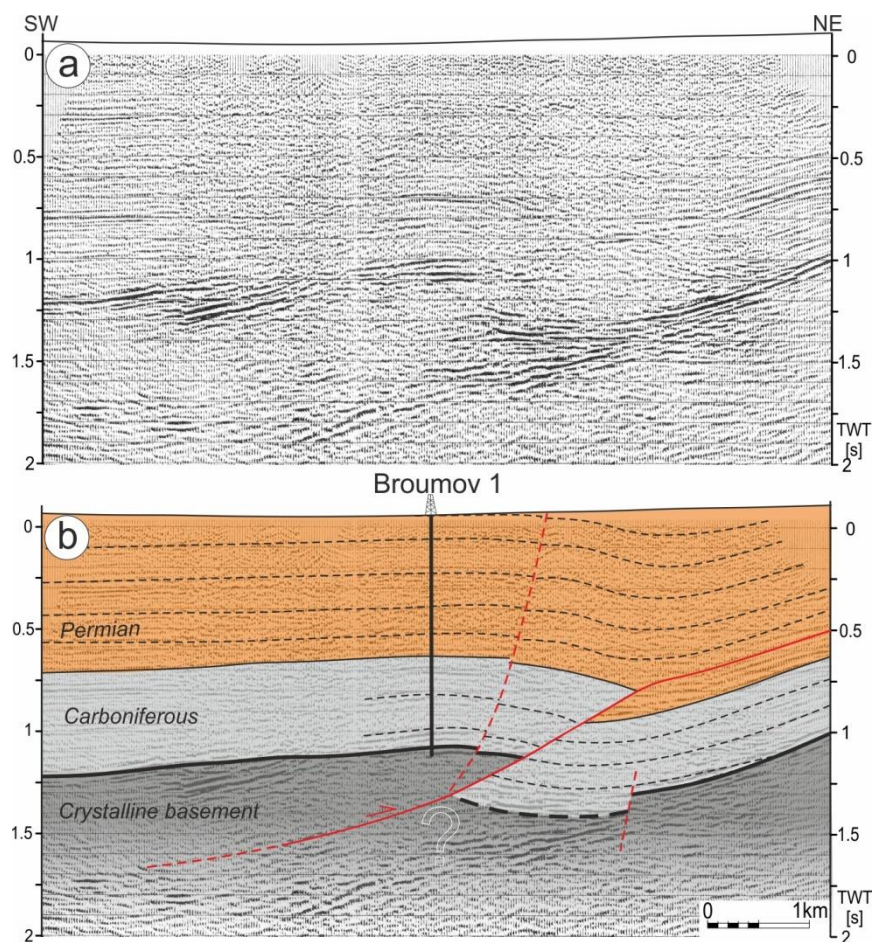 SW NE
a
0 0
0.5 0.5
1 1
1.5 1.5
TWT
2 2
[s]
Broumov 1
b
0 0
0.5 0.5
Permian
Carboniferous
1 1
Crystalline basement
1.5 1.5
?
TWT
0 1km
[s]
2 2